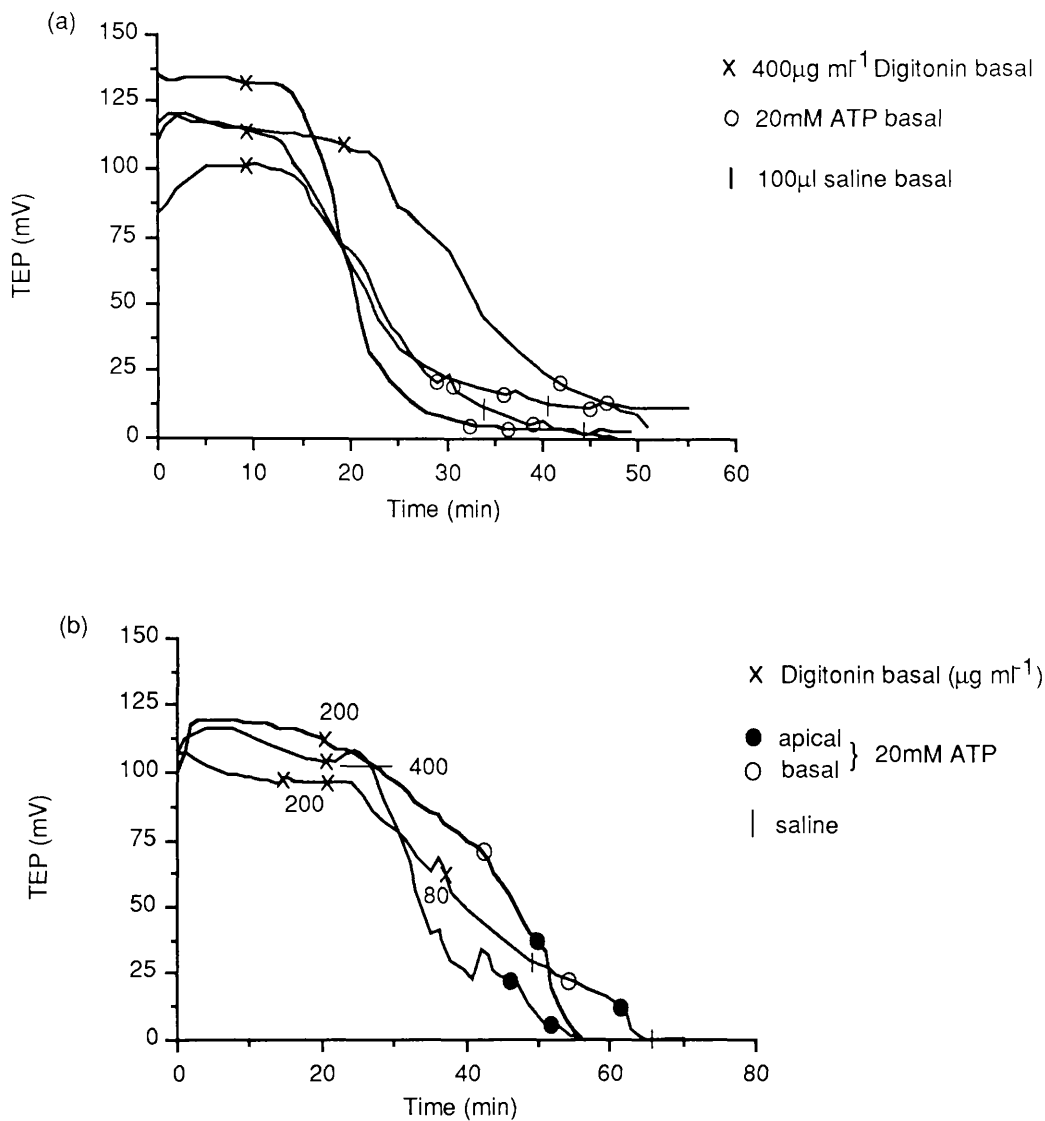 (a)
150
125
100
75
50
25
0
TEP (mV)
0 10 20 30 40 50 60
Time (min)
X 400µg ml⁻¹ Digitonin basal
O 20mM ATP basal
| 100µl saline basal
(b)
150
125
100
75
50
25
0
TEP (mV)
200
400
200
80
0 20 40 60 80
Time (min)
X Digitonin basal (µg ml⁻¹)
● apical
O basal } 20mM ATP
| saline